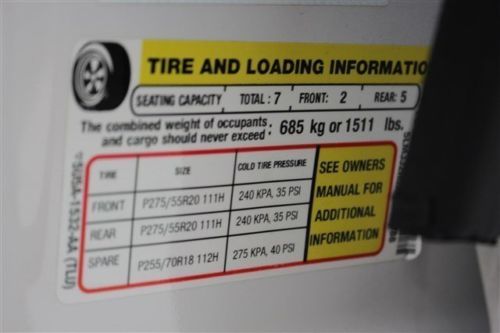 TIRE AND LOADING INFORMATIO
SEATING CAPACITY TOTAL : 7 FRONT: 2 REAR: 5
The combined weight of occupants and cargo should never exceed : 685 kg or 1511 lbs.
TIRE SIZE COLD TIRE PRESSURE
FRONT P275/55R20 111H 240 KPA, 35 PSI
REAR P275/55R20 111H 240 KPA, 35 PSI
SPARE P255/70R18 112H 275 KPA, 40 PSI
SEE OWNERS
MANUAL FOR
ADDITIONAL
INFORMATION